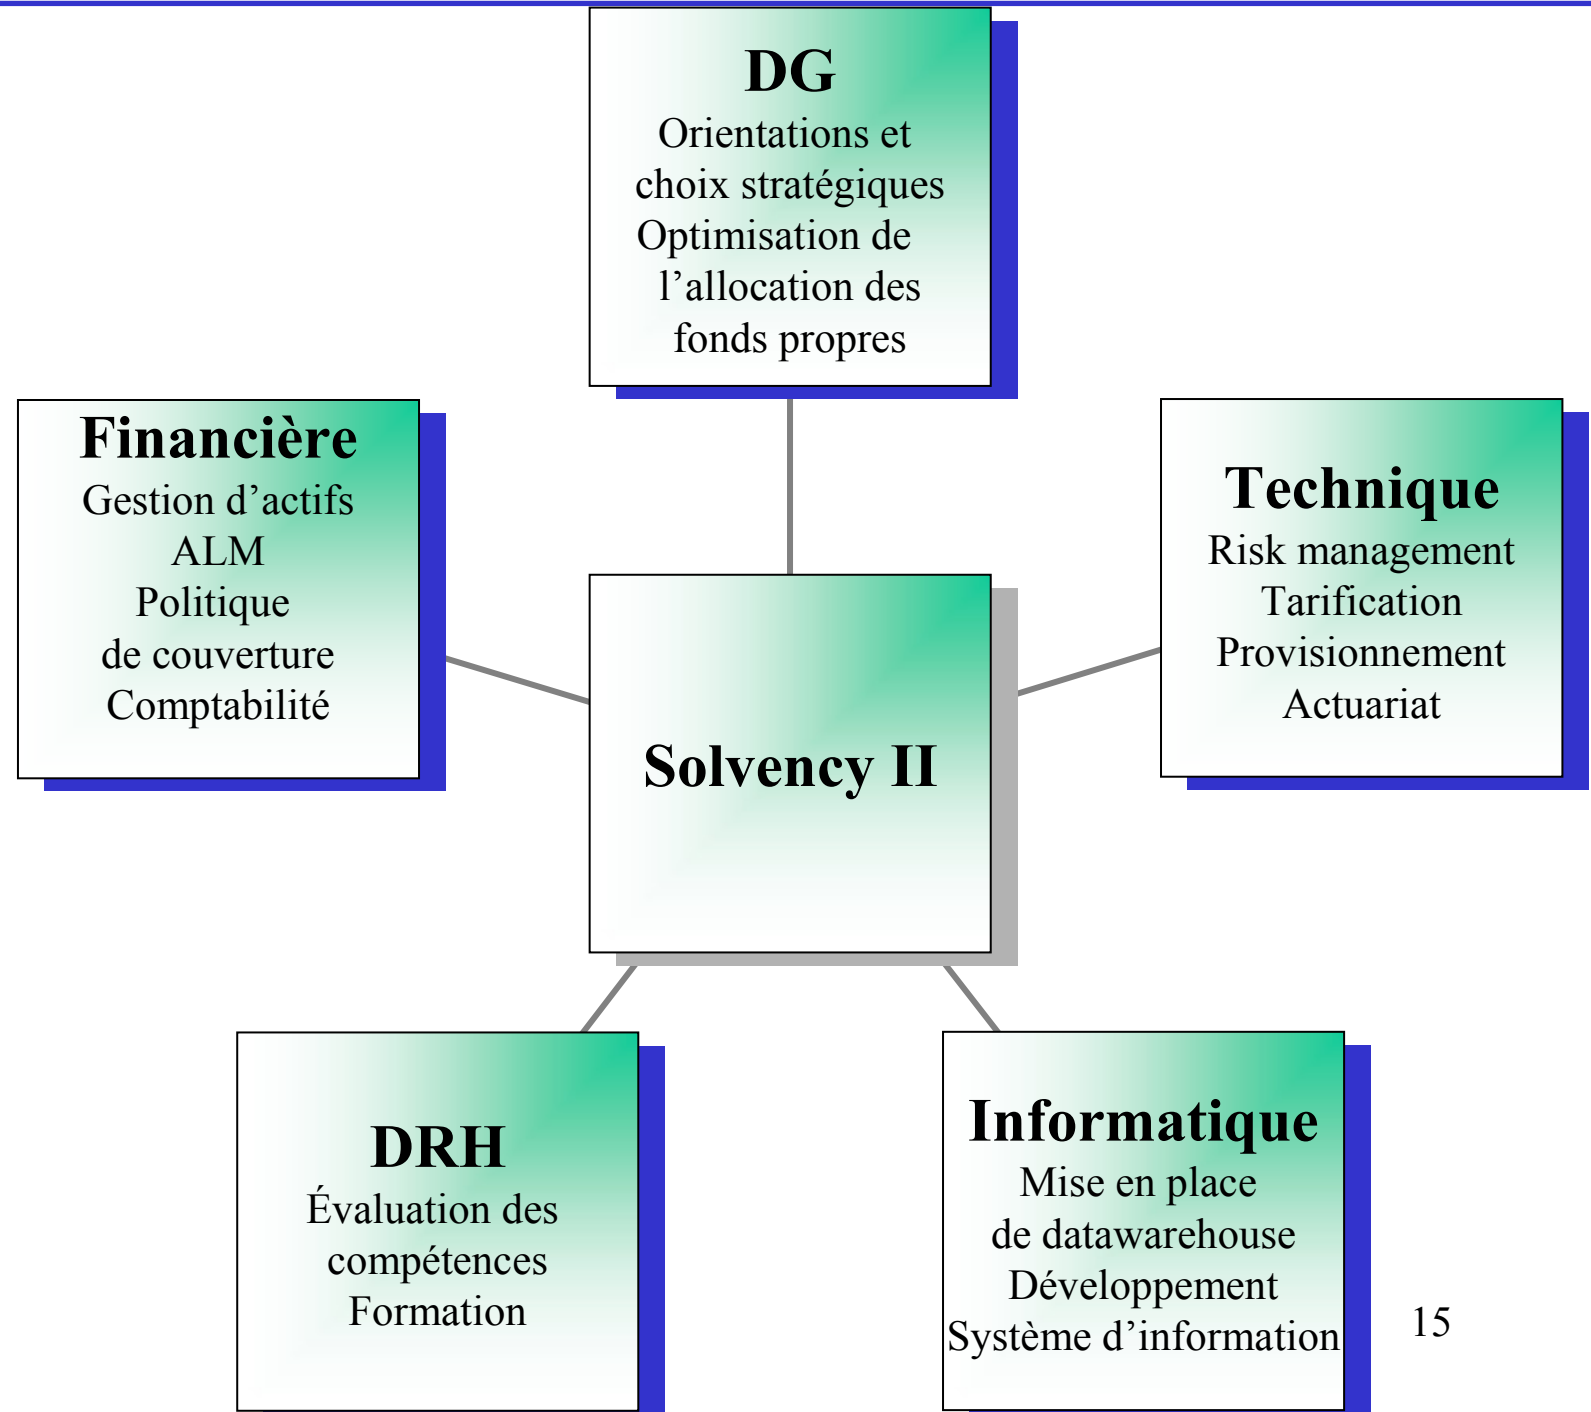 DG
Orientations et
choix stratégiques
Optimisation de
l’allocation des
fonds propres
Financière
Gestion d’actifs
ALM
Politique
de couverture
Comptabilité
Technique
Risk management
Tarification
Provisionnement
Actuariat
Solvency II
DRH
Évaluation des
compétences
Formation
Informatique
Mise en place
de datawarehouse
Développement
Système d’information
15